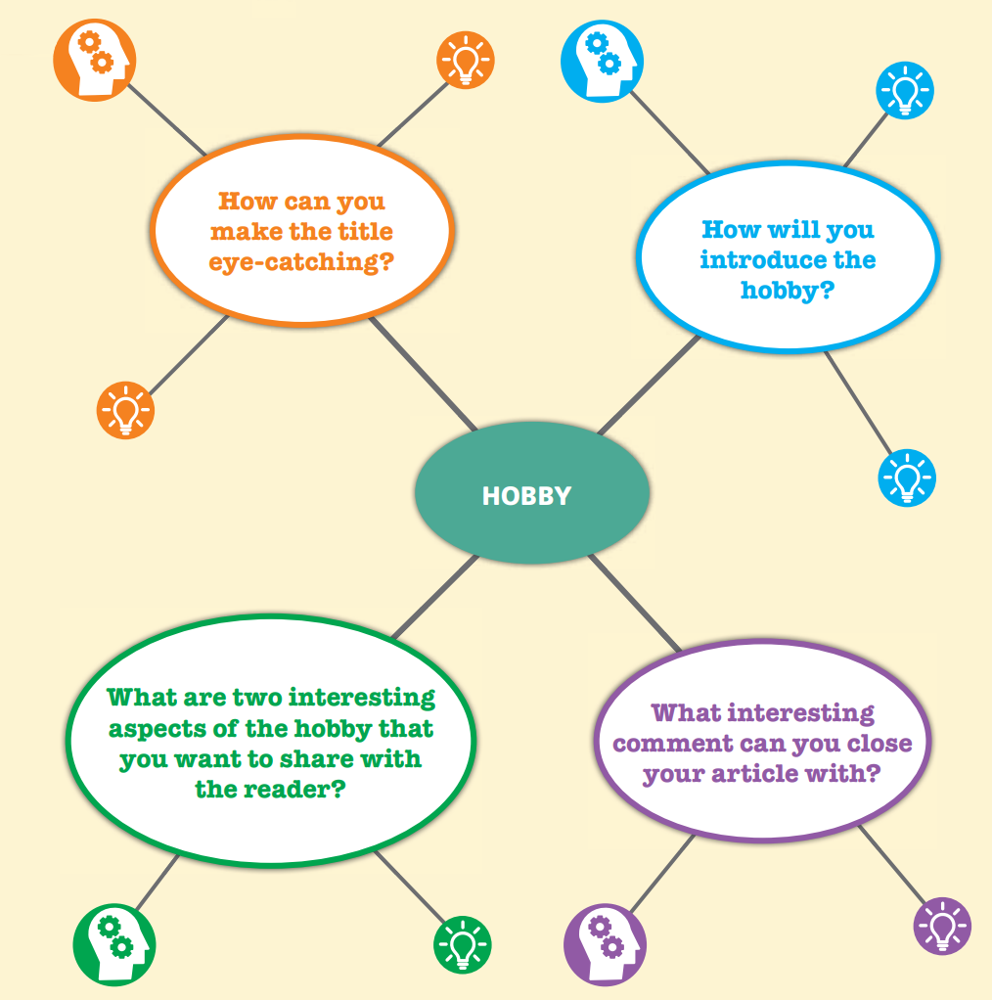 How can you
make the title
eye-catching?
How will you
introduce the
hobby?
HOBBY
What are two interesting
aspects of the hobby that
you want to share with
the reader?
What interesting
comment can you close
your article with?